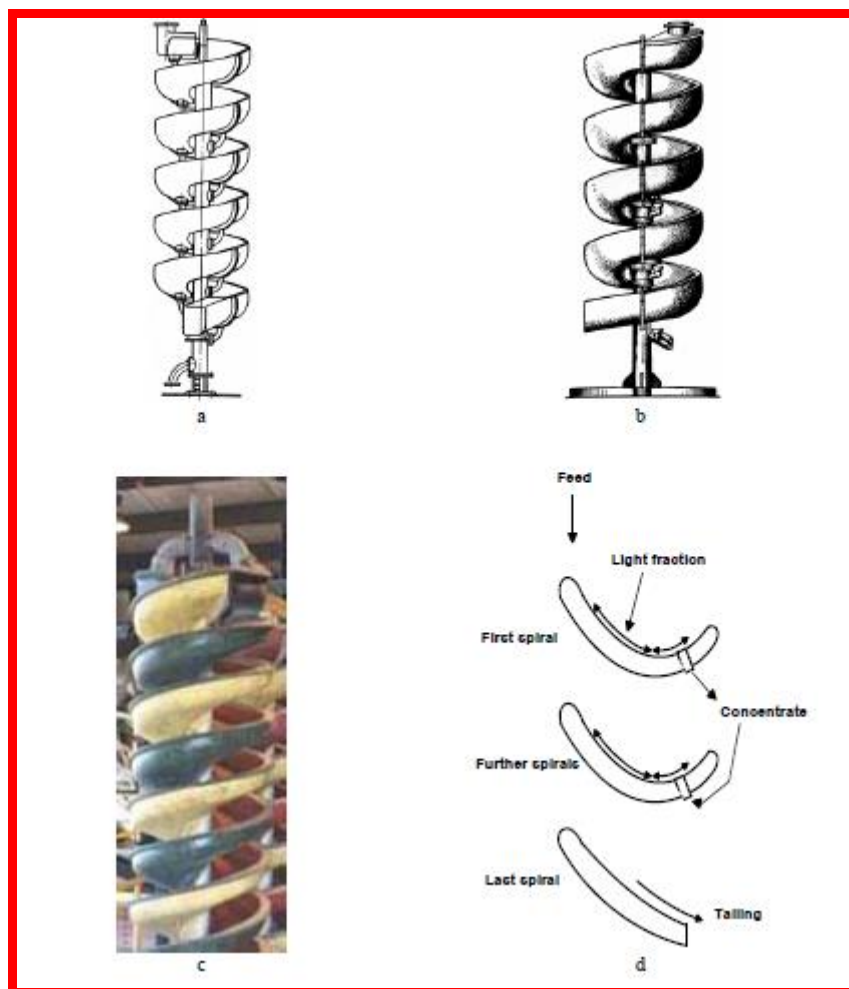 a
b
Feed
Light fraction
First spiral
Concentrate
Further spirals
Last spiral
Tailing
c
d